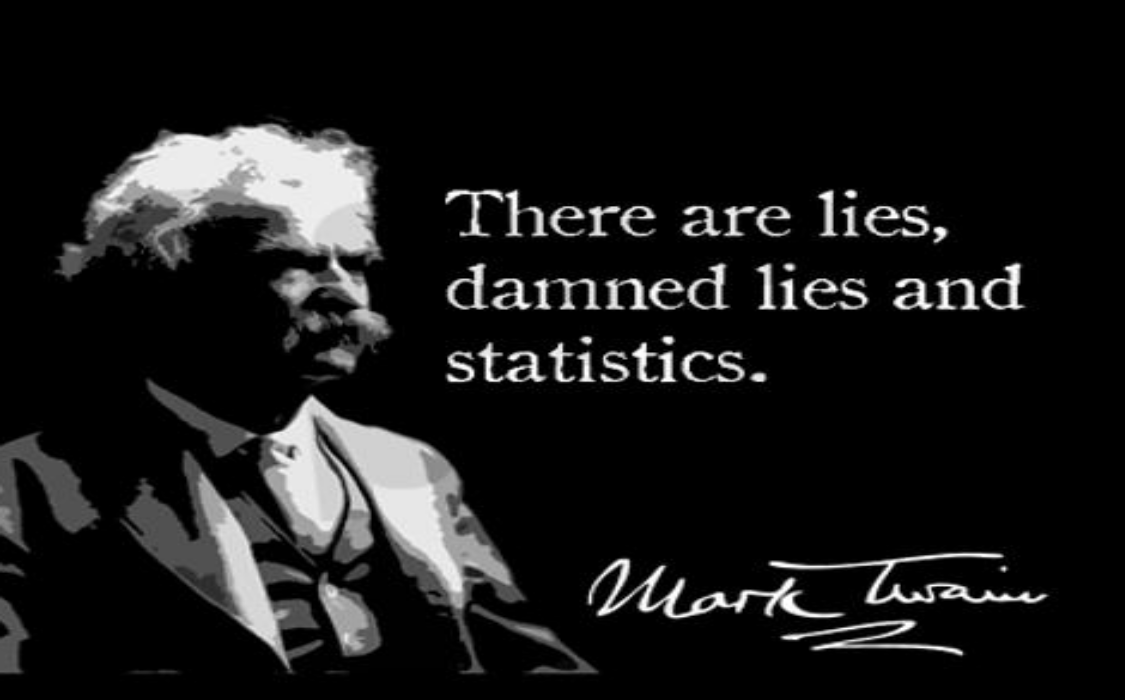 There are lies,
damned lies and
statistics.
Mark Twain